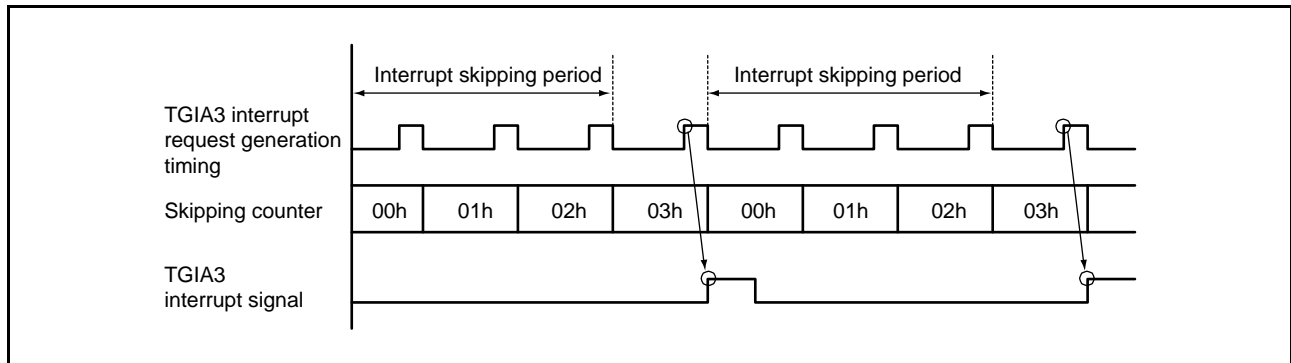 Interrupt skipping period
Interrupt skipping period
TGIA3 interrupt
request generation
timing
Skipping counter
00h
01h
02h
03h
00h
01h
02h
03h
TGIA3
interrupt signal